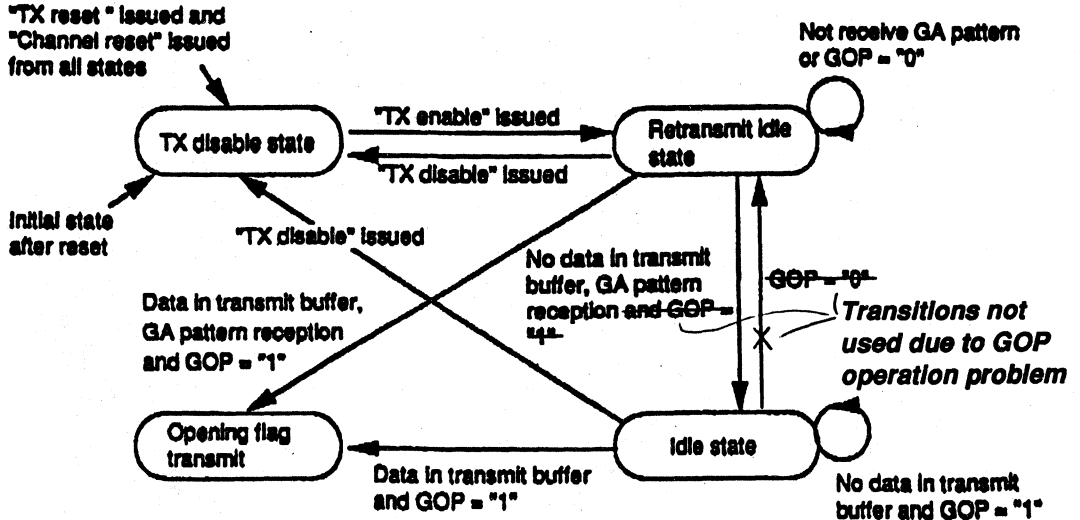 "TX reset " issued and
"Channel reset" issued
from all states
Not receive GA pattern
or GOP = "0"
TX disable state
"TX enable" issued
Retransmit idle
state
"TX disable" issued
Initial state
after reset
"TX disable" issued
No data in transmit
buffer, GA pattern
reception and GOP =
"1"
GOP = "0"
Data in transmit buffer,
GA pattern reception
and GOP = "1"
Transitions not
used due to GOP
operation problem
Opening flag
transmit
Idle state
Data in transmit buffer
and GOP = "1"
No data in transmit
buffer and GOP = "1"